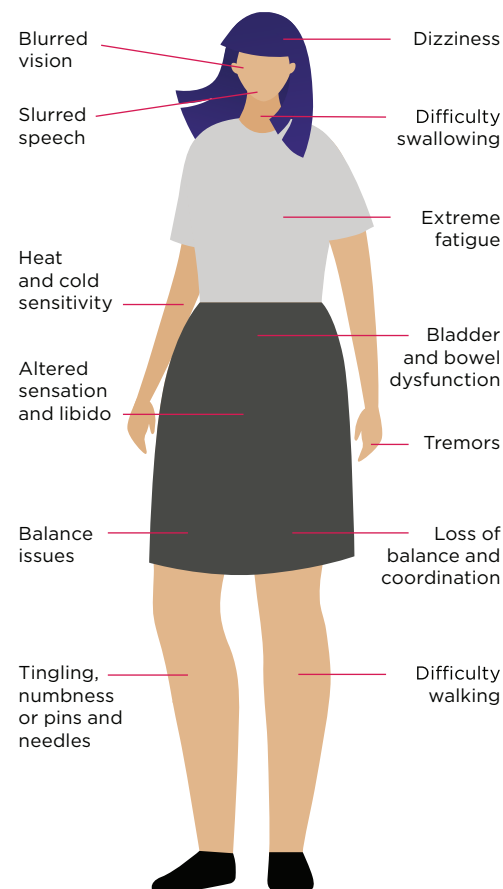 Blurred
vision
Dizziness
Slurred
speech
Difficulty
swallowing
Extreme
fatigue
Heat
and cold
sensitivity
Bladder
and bowel
dysfunction
Altered
sensation
and libido
Tremors
Balance
issues
Loss of
balance and
coordination
Tingling,
numbness
or pins and
needles
Difficulty
walking